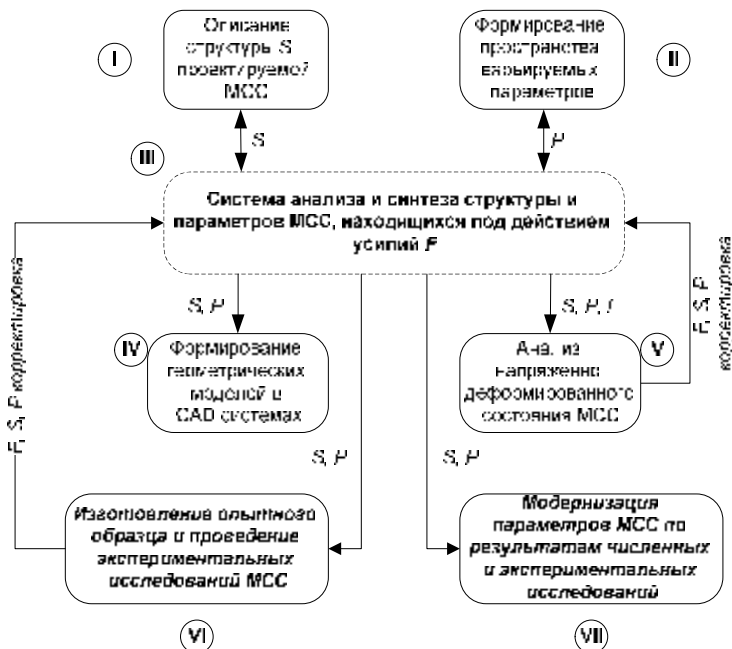 I
Описание
структуры S
проектируемой
МСС
Формирование
пространства
варьируемых
параметров
II
S
P
III
Система анализа и синтеза структуры и
параметров МСС, находящихся под действием
усилий F
S, P
S, P,
IV
Формирование
геометрических
моделей в
CAD системах
Анализ
напряженно
деформированного
состояния МСС
V
F, S, P
корректировка
F, S, P корректировка
S, P
S, P
Изготовление опытного
образца и проведение
экспериментальных
исследований МСС
Модернизация
параметров МСС по
результатам численных
и экспериментальных
исследований
VI
VII